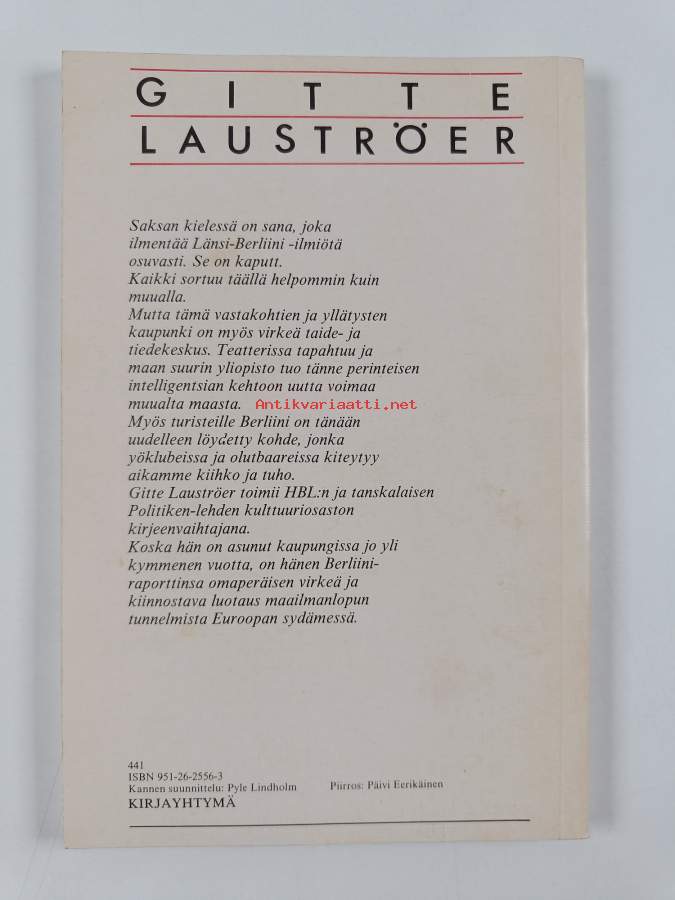 GITTE
LAUSTRÖER
Saksan kielessä on sana, joka
ilmentää Länsi-Berliini -ilmiötä
osuvasti. Se on kaputt.
Kaikki sortuu täällä helpommin kuin
muualla.
Mutta tämä vastakohtien ja yllätysten
kaupunki on myös virkeä taide- ja
tiedekeskus. Teatterissa tapahtuu ja
maan suurin yliopisto tuo tänne perinteisen
intelligentsian kehtoon uutta voimaa
muualta maasta.
Antikvariaatti.net
Myös turisteille Berliini on tänään
uudelleen löydetty kohde, jonka
yöklubeissa ja olutbaareissa kiteytyy
aikamme kiihko ja tuho.
Gitte Lauströer toimii HBL:n ja tanskalaisen
Politiken-lehden kulttuuriosaston
kirjeenvaihtajana.
Koska hän on asunut kaupungissa jo yli
kymmenen vuotta, on hänen Berliini-
raporttinsa omaperäisen virkeä ja
kiinnostava luotaus maailmanlopun
tunnelmista Euroopan sydämessä.
441
ISBN 951-26-2556-3
Kannen suunnittelu: Pyle Lindholm
Piirros: Päivi Eerikäinen
KIRJAYHTYMÄ